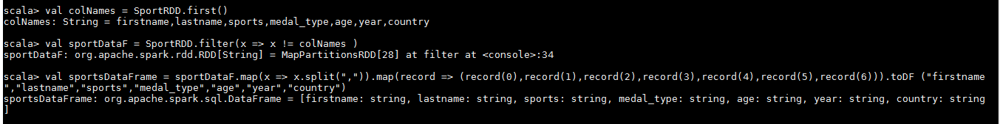 scala> val colNames = SportRDD.first()
colNames: String = firstname,lastname,sports,medal_type,age,year,country
scala> val sportDataF = SportRDD.filter(x => x != colNames )
sportDataF: org.apache.spark.rdd.RDD[String] = MapPartitionsRDD[28] at filter at <console>:34
scala> val sportsDataFrame = sportDataF.map(x => x.split(",")).map(record => (record(0),record(1),record(2),record(3),record(4),record(5),record(6))).toDF ("firstname
","lastname","sports","medal_type","age","year","country")
sportsDataFrame: org.apache.spark.sql.DataFrame = [firstname: string, lastname: string, sports: string, medal_type: string, age: string, year: string, country: string
]